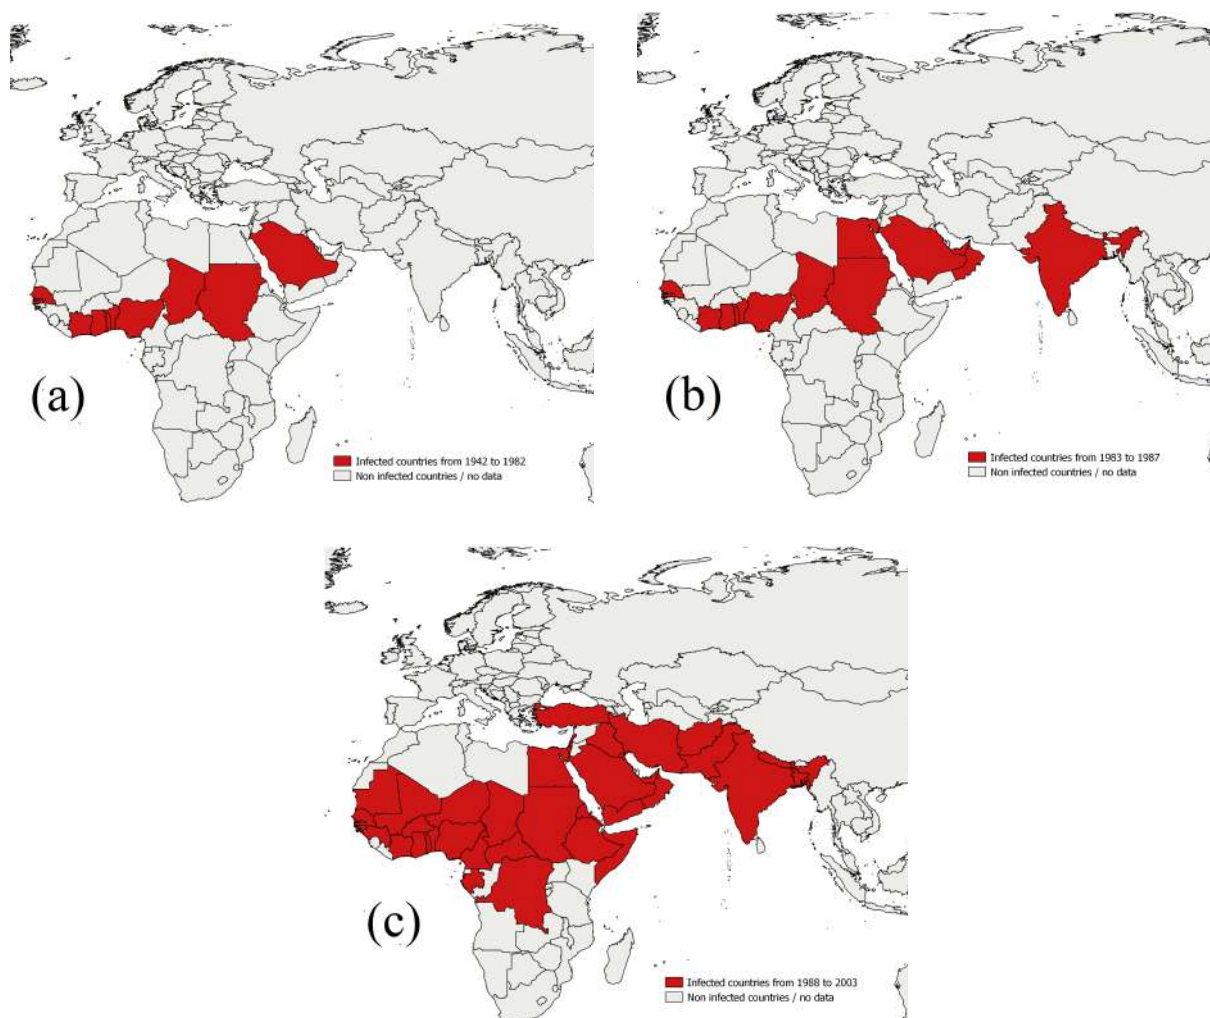 (a)
Infected countries from 1942 to 1982
Non infected countries / no data
(b)
Infected countries from 1983 to 1987
Non infected countries / no data
(c)
Infected countries from 1988 to 2003
Non infected countries / no data